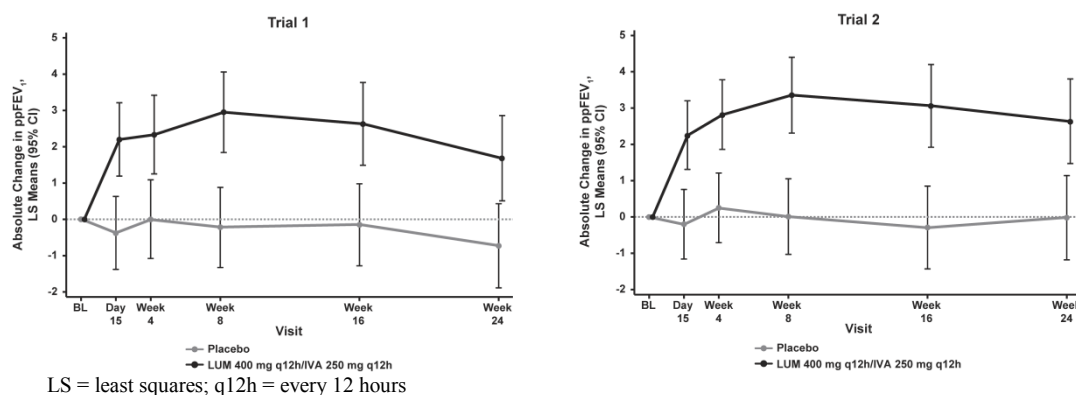 Trial 1
Absolute Change in ppFEV1,
LS Means (95% CI)
5
4
3
2
1
0
-1
-2
BL
Day
15
Week
4
Week
8
Week
16
Week
24
Visit
Placebo
LUM 400 mg q12h/IVA 250 mg q12h
Trial 2
Absolute Change in ppFEV1,
LS Means (95% CI)
5
4
3
2
1
0
-1
-2
BL
Day
15
Week
4
Week
8
Week
16
Week
24
Visit
Placebo
LUM 400 mg q12h/IVA 250 mg q12h
LS = least squares; q12h = every 12 hours